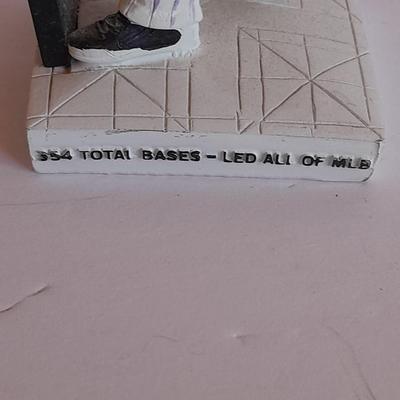 354 TOTAL BASES - LED ALL OF MLB